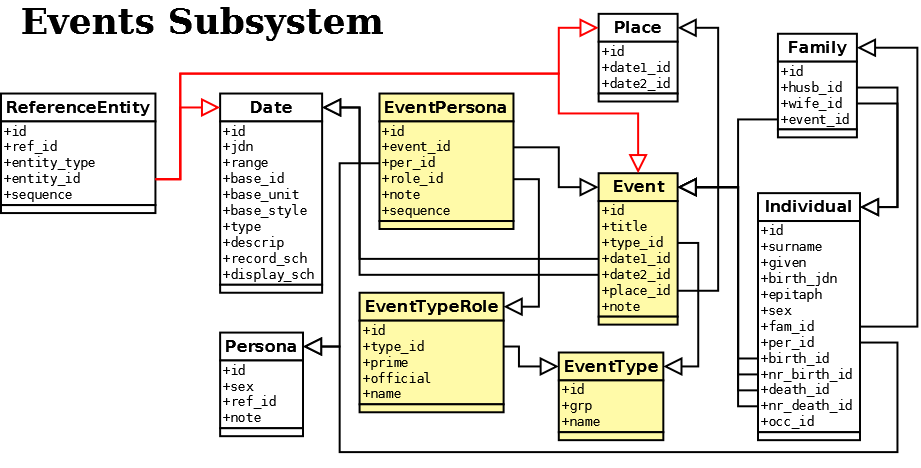 Events Subsystem
ReferenceEntity
+id
+ref_id
+entity_type
+entity_id
+sequence
Date
+id
+jdn
+range
+base_id
+base_unit
+base_style
+type
+descrip
+record_sch
+display_sch
EventPersona
+id
+event_id
+per_id
+role_id
+note
+sequence
Place
+id
+date1_id
+date2_id
Family
+id
+husb_id
+wife_id
+event_id
Event
+id
+title
+type_id
+date1_id
+date2_id
+place_id
+note
Individual
+id
+surname
+given
+birth_jdn
+epitaph
+sex
+fam_id
+per_id
+birth_id
+nr_birth_id
+death_id
+nr_death_id
+occ_id
Persona
+id
+sex
+ref_id
+note
EventTypeRole
+id
+type_id
+prime
+official
+name
EventType
+id
+grp
+name